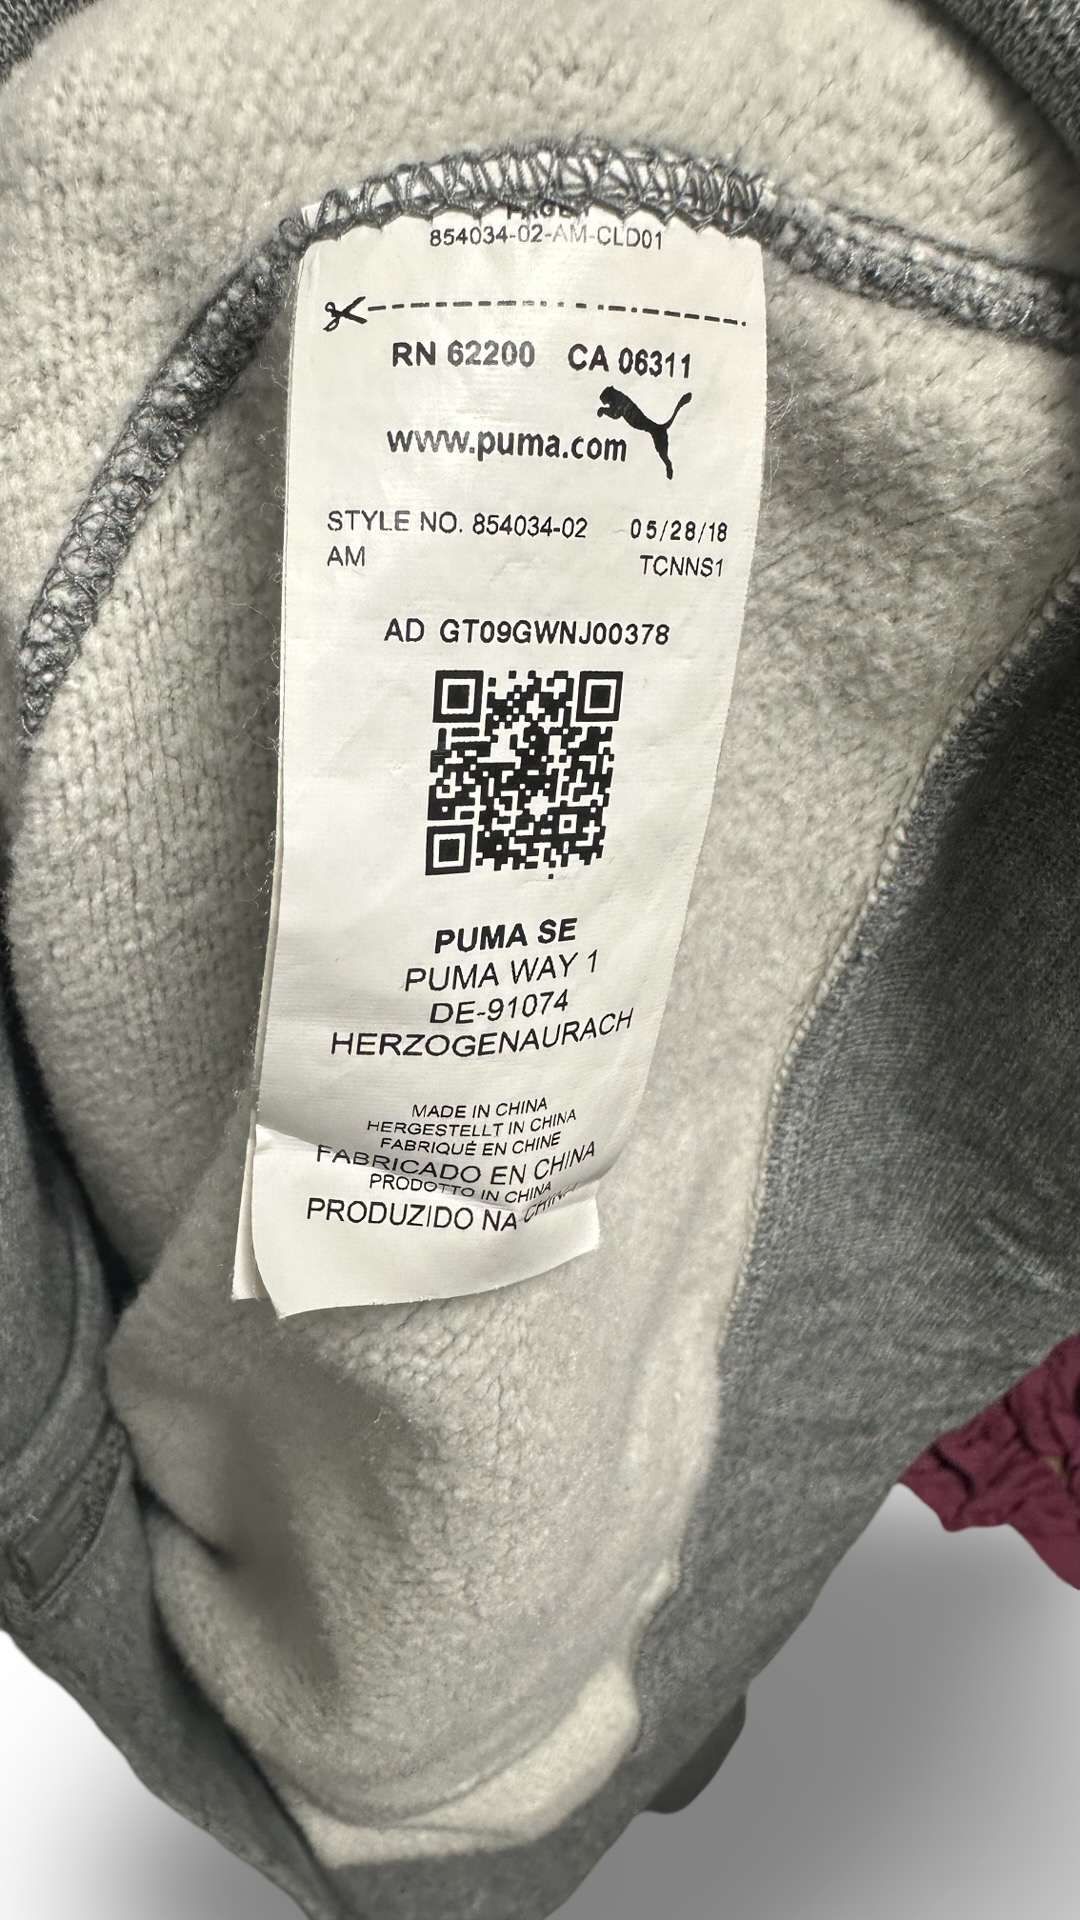 854034-02-AM-CLD01
RN 62200 CA 06311
www.puma.com
STYLE NO. 854034-02 05/28/18
AM TCNNS1
AD GT09GWNJ00378
PUMA SE
PUMA WAY 1
DE-91074
HERZOGENAURACH
MADE IN CHINA
HERGESTELLT IN CHINA
FABRIQUÉ EN CHINE
FABRICADO EN CHINA
PRODOTTO IN CHINA
PRODUZIDO NA CHINA